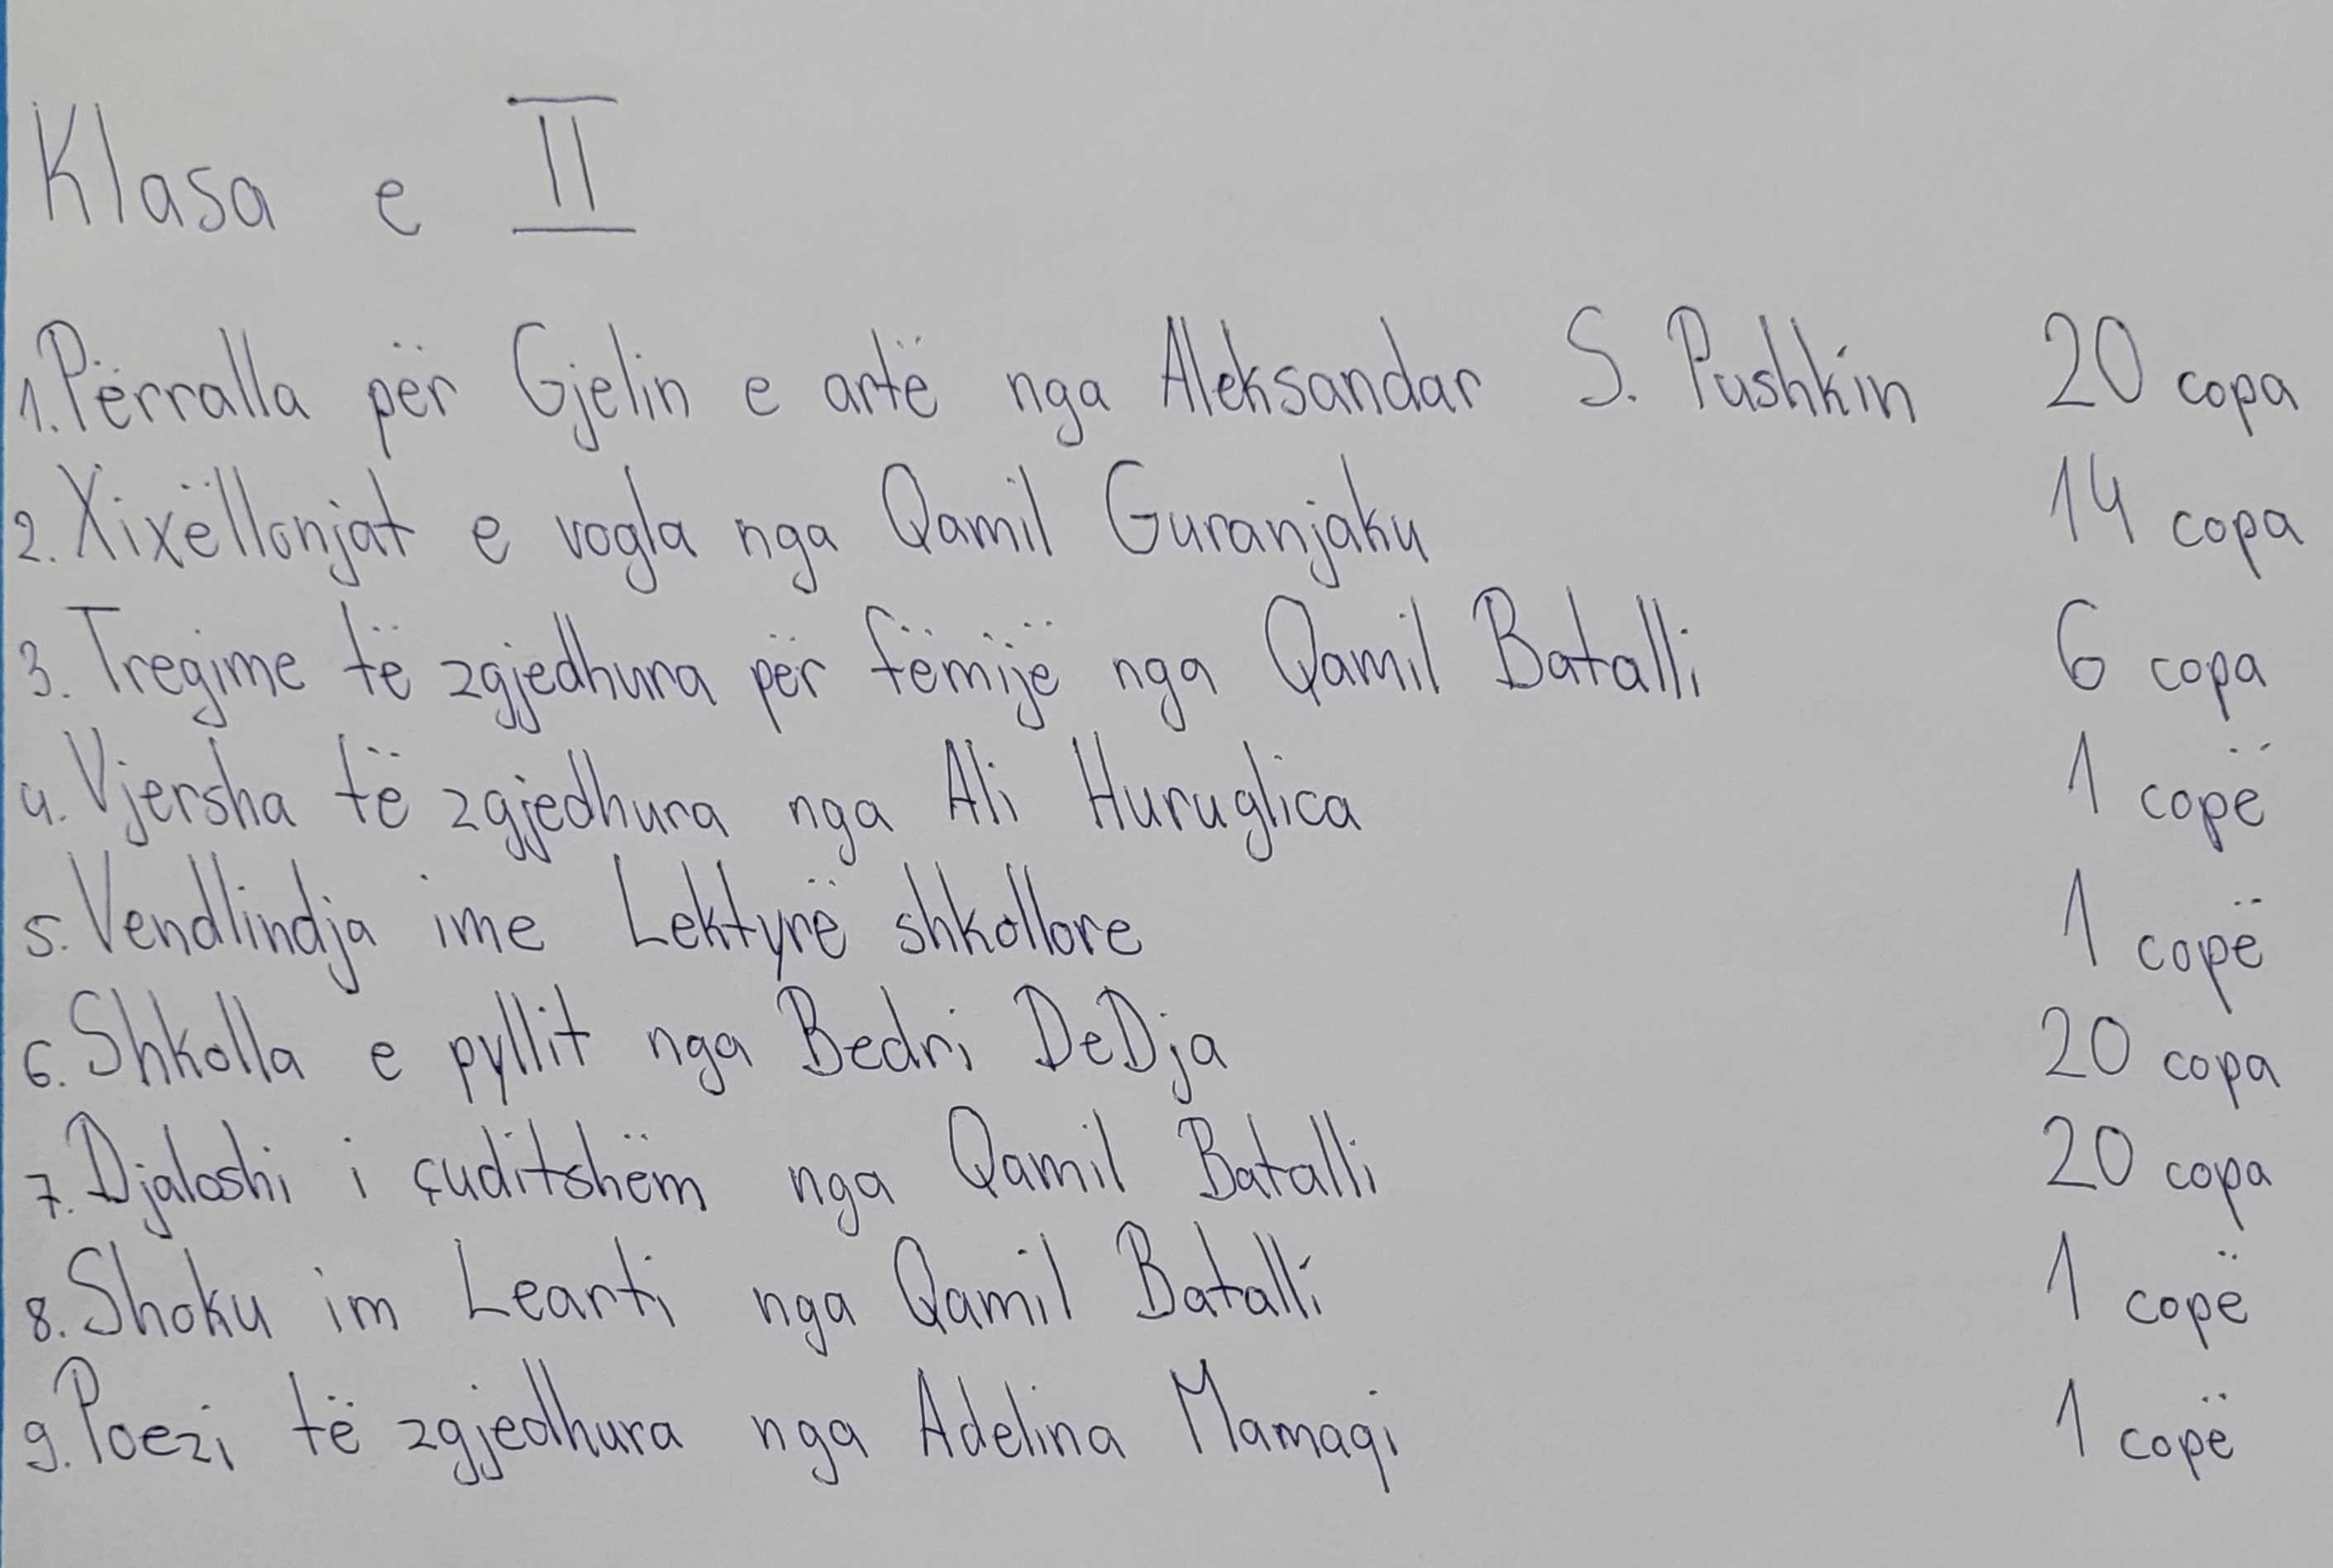 Klasa e II
1. Përralla për Gjelin e artë nga Aleksandar S. Pushkin 20 copa
2. Xixëllonjat e vogla nga Qamil Guranjaku 14 copa
3. Tregime të zgjedhura për fëmijë nga Qamil Batalli 6 copa
4. Vjersha të zgjedhura nga Ali Huruglica 1 copë
5. Vendlindja ime Lektyrë shkollore 1 copë
6. Shkolla e pyllit nga Bedri DeDja 20 copa
7. Djaloshi i çuditshëm nga Qamil Batalli 20 copa
8. Shoku im Learti nga Qamil Batalli 1 copë
9. Poezi të zgjedhura nga Adelina Mamaqi 1 copë